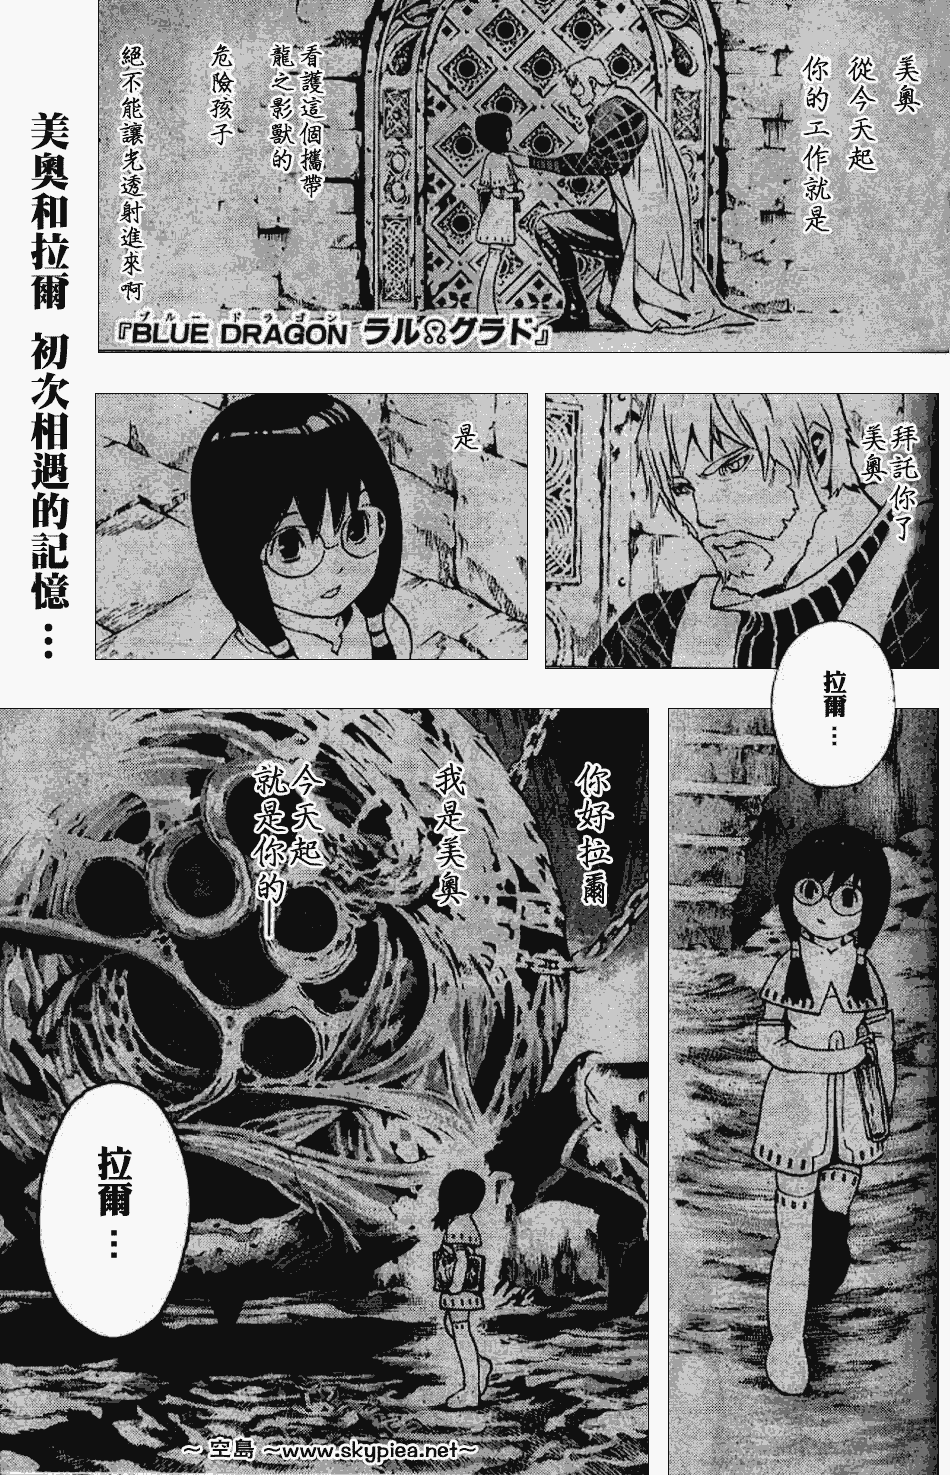 美奧
從今天起
你的工作就是
看護這個攜帶
龍之影獸的
危險孩子
絕不能讓光透射進來啊
ブルー ドラゴン
『BLUE DRAGON ラルΩグラド』
美奧和拉爾 初次相遇的記憶…
拜託你了
美奧
是
拉爾…
你好拉爾
我是美奧
今天起
就是你的—
拉爾…
～空島～www.skypiea.net～